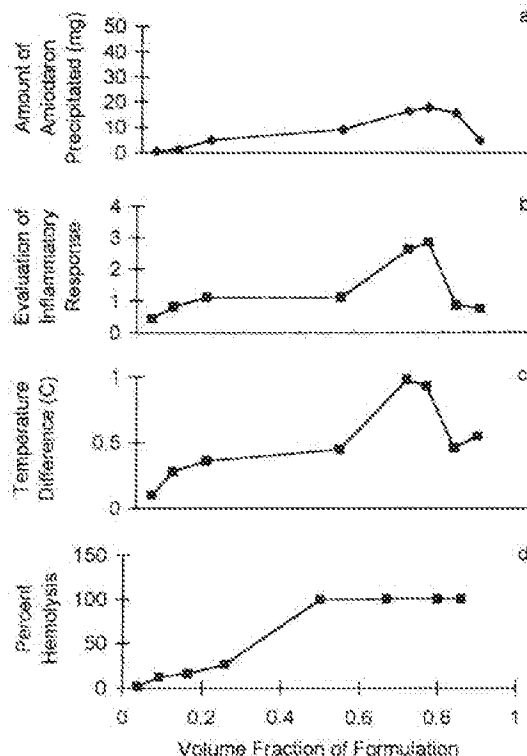 a
Amount of
Amiodaron
Precipitated (mg)
50
40
30
20
10
0
b
Evaluation of
Inflammatory
Response
4
3
2
1
0
c
Temperature
Difference (C)
1
0.5
0
d
Percent
Hemolysis
150
100
50
0
0 0.2 0.4 0.6 0.8 1
Volume Fraction of Formulation